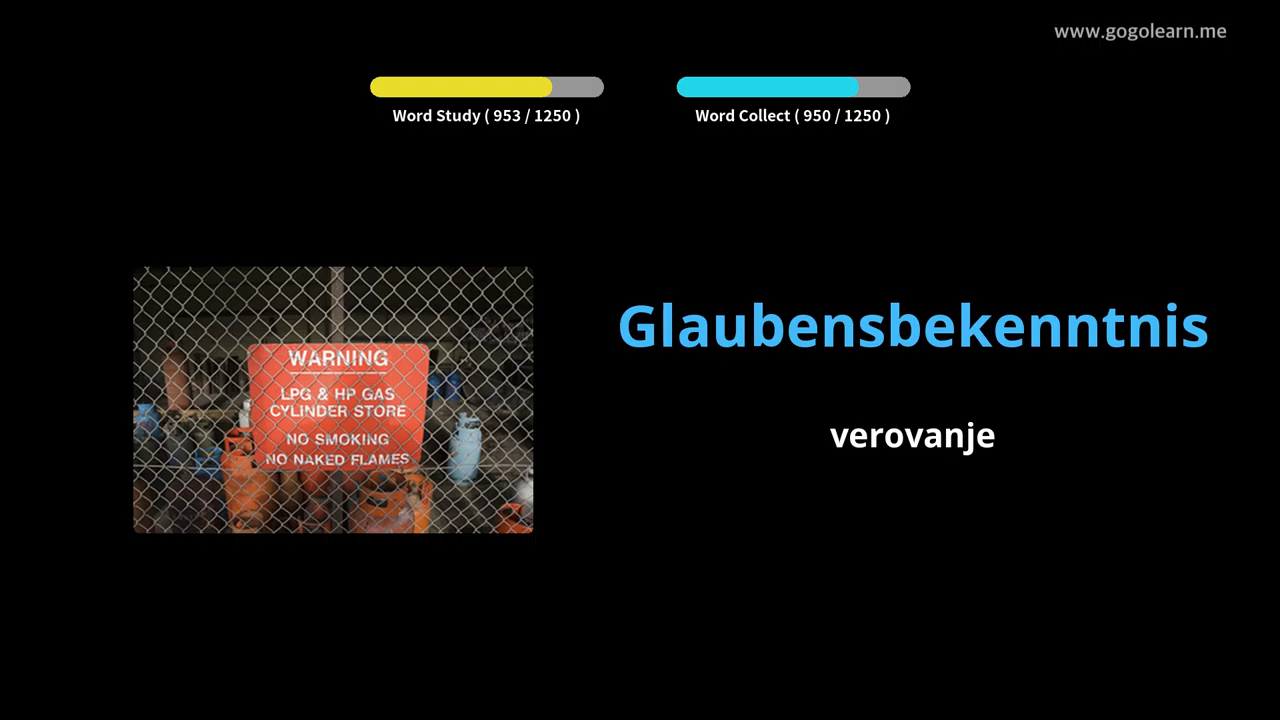 www.gogolearn.me
Word Study ( 953 / 1250 )
Word Collect ( 950 / 1250 )
WARNING
LPG & HP GAS
CYLINDER STORE
NO SMOKING
NO NAKED FLAMES
Glaubensbekenntnis
verovanje